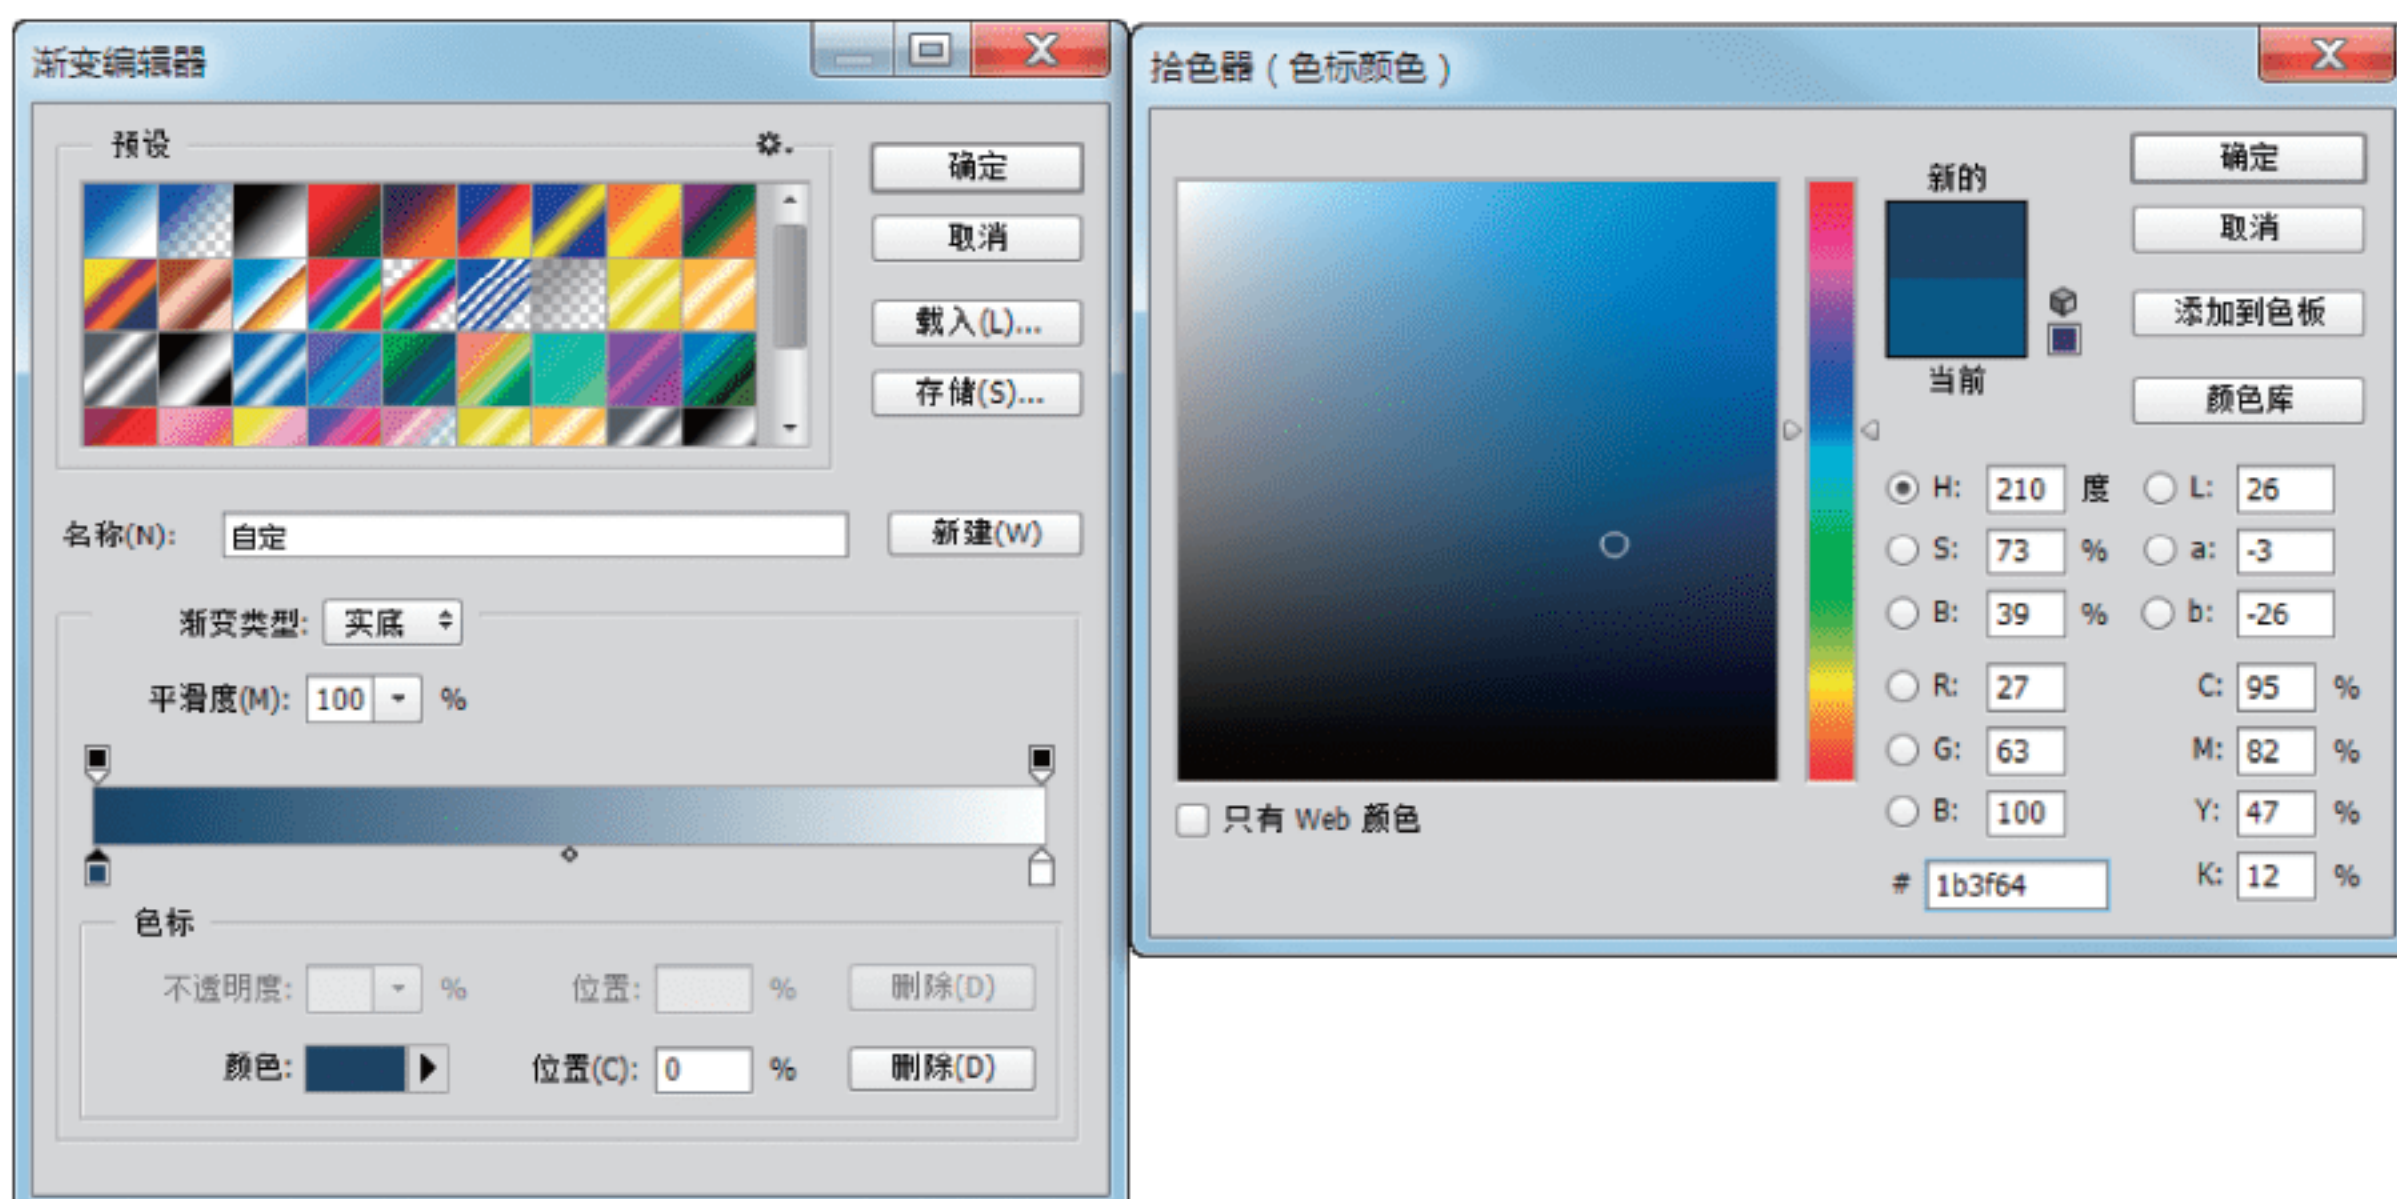 渐变编辑器
预设
确定
取消
载入(L)...
存储(S)...
名称(N): 自定 新建(W)
渐变类型: 实底
平滑度(M): 100 %
色标
不透明度: % 位置: % 删除(D)
颜色: 位置(C): 0 % 删除(D)
拾色器（色标颜色）
新的
当前
确定
取消
添加到色板
颜色库
H: 210 度 L: 26
S: 73 % a: -3
B: 39 % b: -26
R: 27 C: 95 %
G: 63 M: 82 %
B: 100 Y: 47 %
# 1b3f64 K: 12 %
只有 Web 颜色